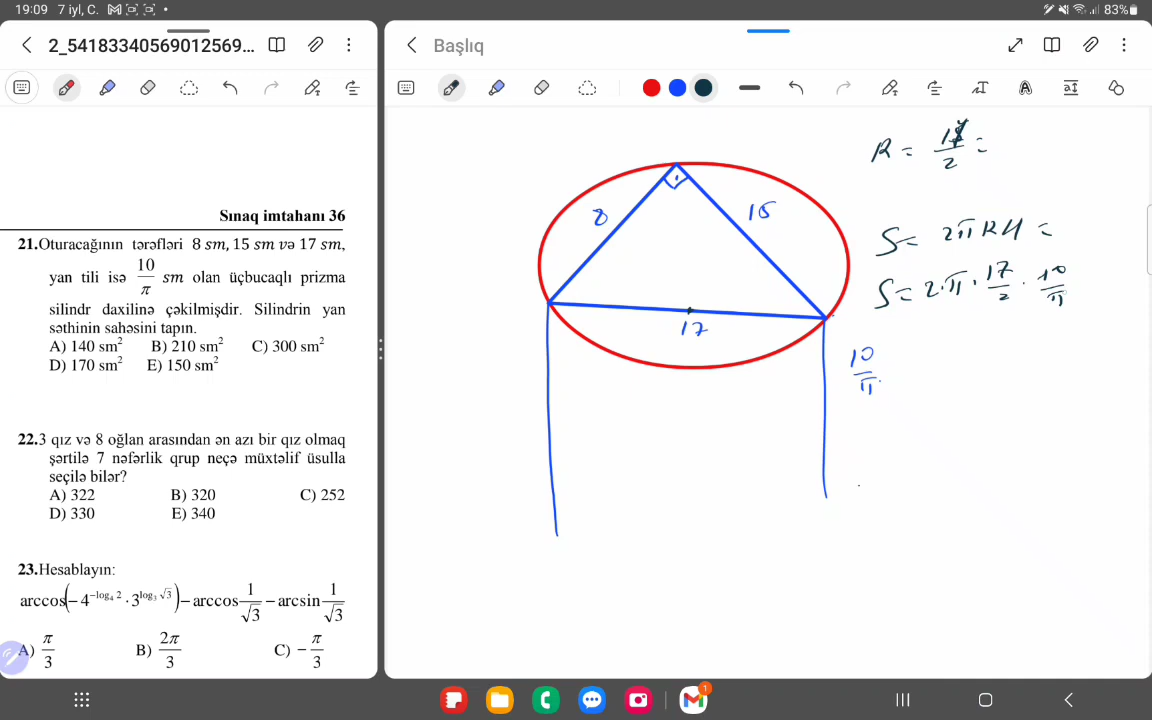 19:09 7 iyl, C.
83%
2_54183340569012569...
Başlıq
Sınaq imtahanı 36
21.Oturacağının tərəfləri 8 sm, 15 sm və 17 sm,
yan tili isə 10/π sm olan üçbucaqlı prizma
silindr daxilinə çəkilmişdir. Silindrin yan
səthinin sahəsini tapın.
A) 140 sm² B) 210 sm² C) 300 sm²
D) 170 sm² E) 150 sm²
22.3 qız və 8 oğlan arasından ən azı bir qız olmaq
şərtilə 7 nəfərlik qrup neçə müxtəlif üsulla
seçilə bilər?
A) 322 B) 320 C) 252
D) 330 E) 340
23.Hesablayın:
arccos(-4^(-log₄ 2) · 3^(log₃ √3)) - arccos 1/√3 - arcsin 1/√3
A) π/3 B) 2π/3 C) -π/3
8
15
17
10/π
R = 17/2 =
S = 2πRH =
S = 2·π·17/2·10/π
1